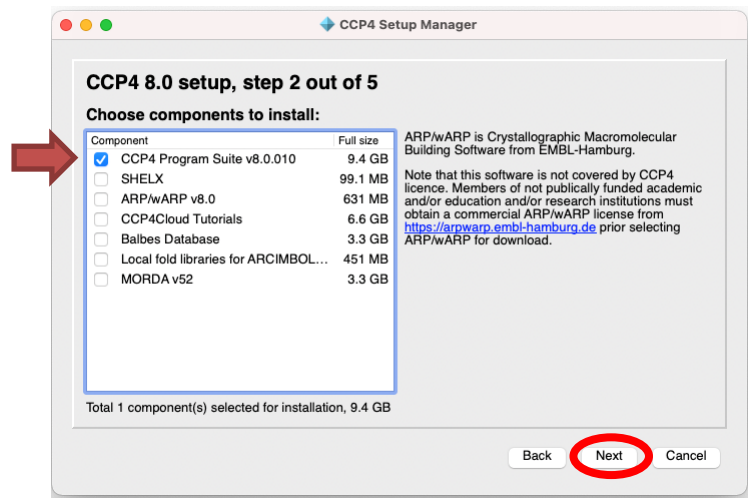 CCP4 Setup Manager
CCP4 8.0 setup, step 2 out of 5
Choose components to install:
Component Full size
CCP4 Program Suite v8.0.010 9.4 GB
SHELX 99.1 MB
ARP/wARP v8.0 631 MB
CCP4Cloud Tutorials 6.6 GB
Balbes Database 3.3 GB
Local fold libraries for ARCIMBOL... 451 MB
MORDA v52 3.3 GB
Total 1 component(s) selected for installation, 9.4 GB
ARP/wARP is Crystallographic Macromolecular
Building Software from EMBL-Hamburg.
Note that this software is not covered by CCP4
licence. Members of not publically funded academic
and/or education and/or research institutions must
obtain a commercial ARP/wARP license from
https://arpwarp.embl-hamburg.de prior selecting
ARP/wARP for download.
Back Next Cancel